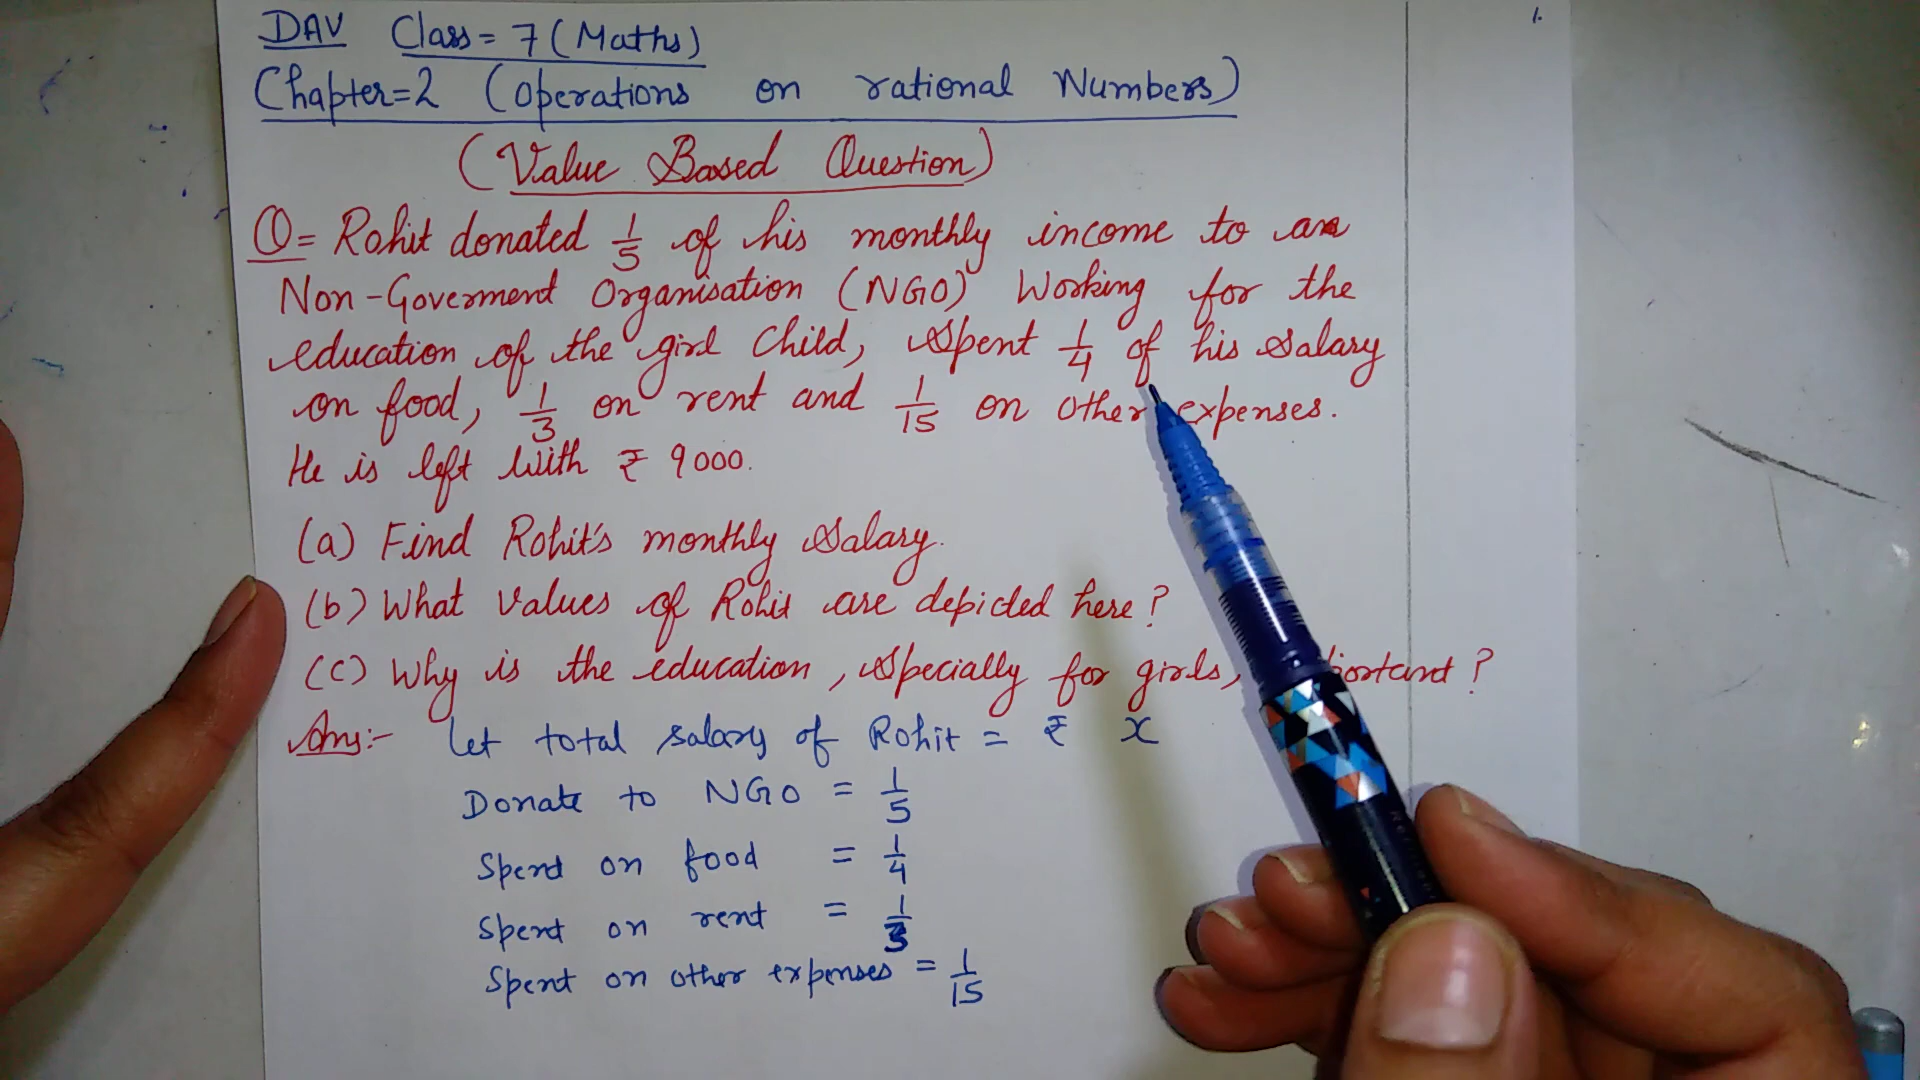 DAV Class = 7 (Maths)
Chapter=2 (Operations on rational Numbers)
(Value Based Question)
Q= Rohit donated 1/5 of his monthly income to an
Non-Goverment Organisation (NGO) Working for the
education of the girl child, Spent 1/4 of his salary
on food, 1/3 on rent and 1/15 on other expenses.
He is left with ₹ 9000.
(a) Find Rohit's monthly salary.
(b) What values of Rohit are depicted here?
(c) Why is the education, specially for girls, ?
Ans:- Let total salary of Rohit = ₹ x
Donate to NGO = 1/5
Spent on food = 1/4
Spent on rent = 1/3
Spent on other expenses = 1/15